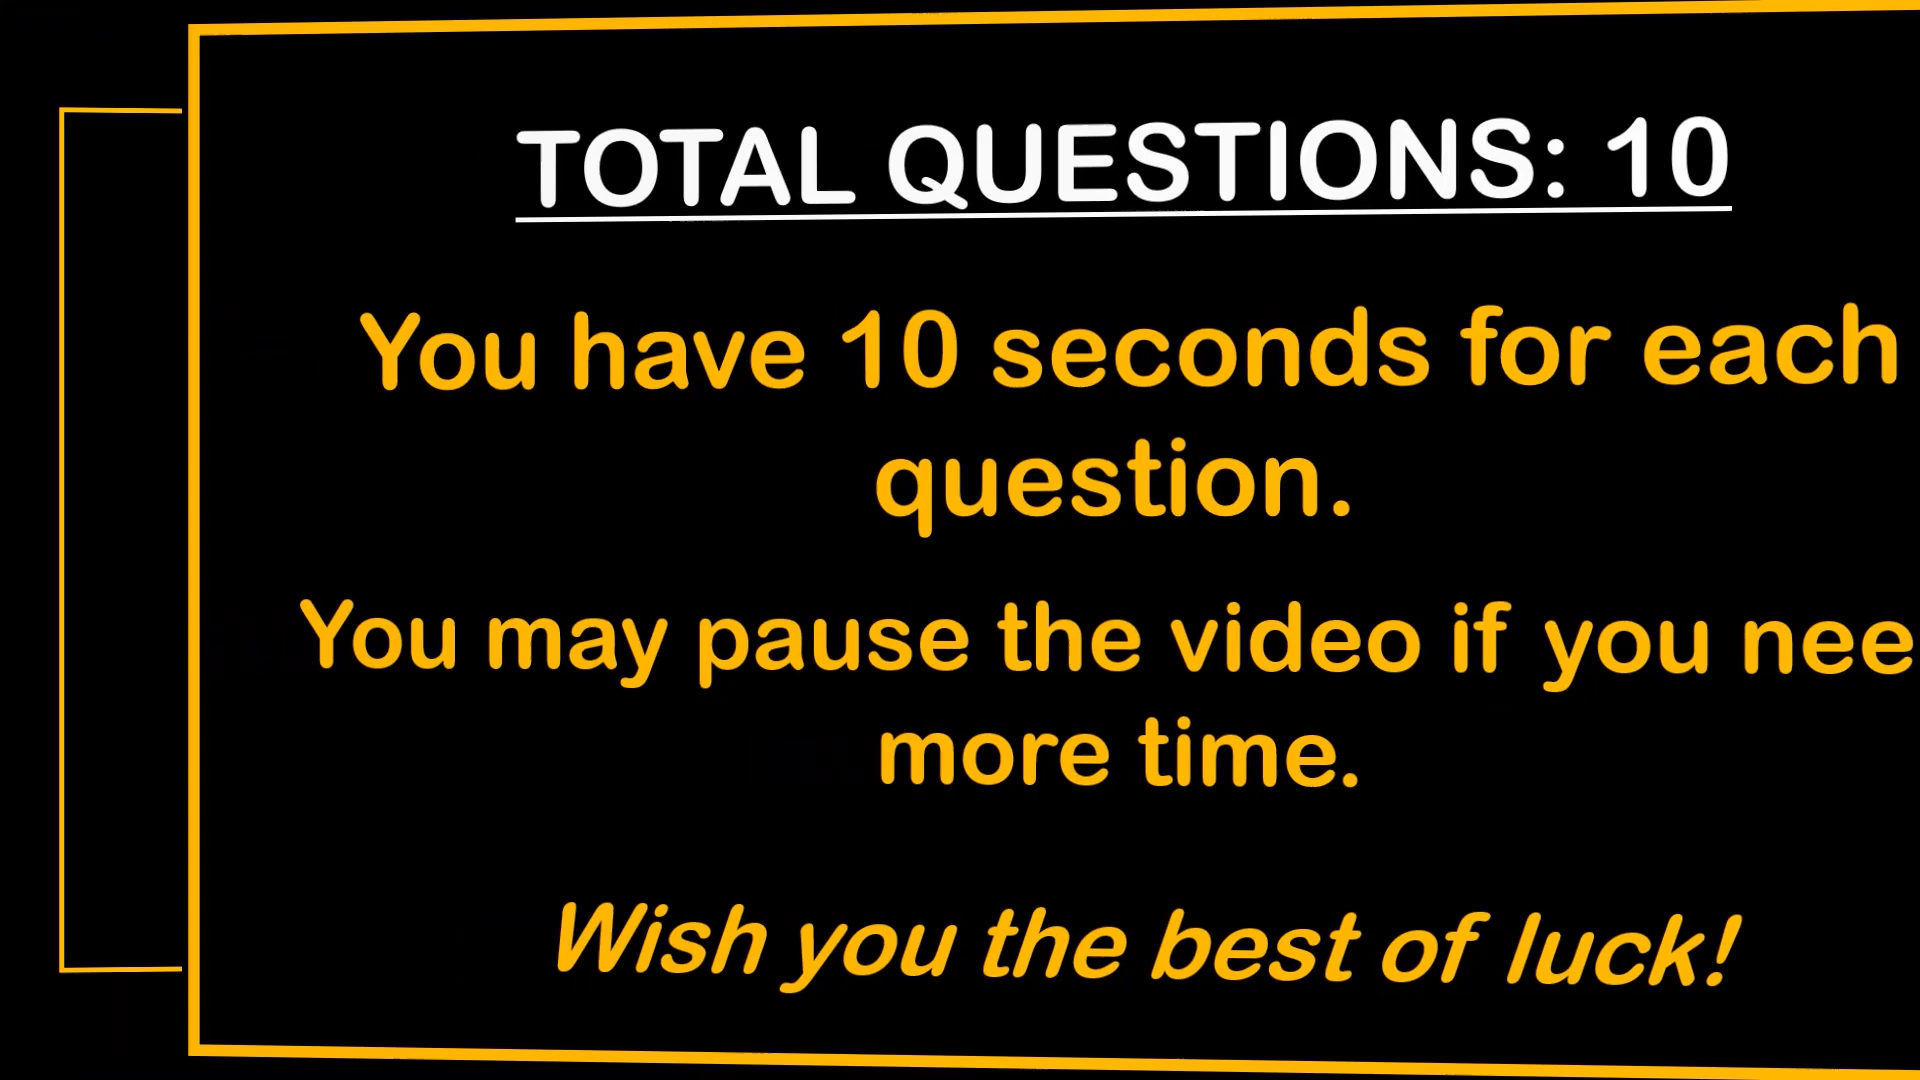 TOTAL QUESTIONS: 10
You have 10 seconds for each
question.
You may pause the video if you nee
more time.
Wish you the best of luck!